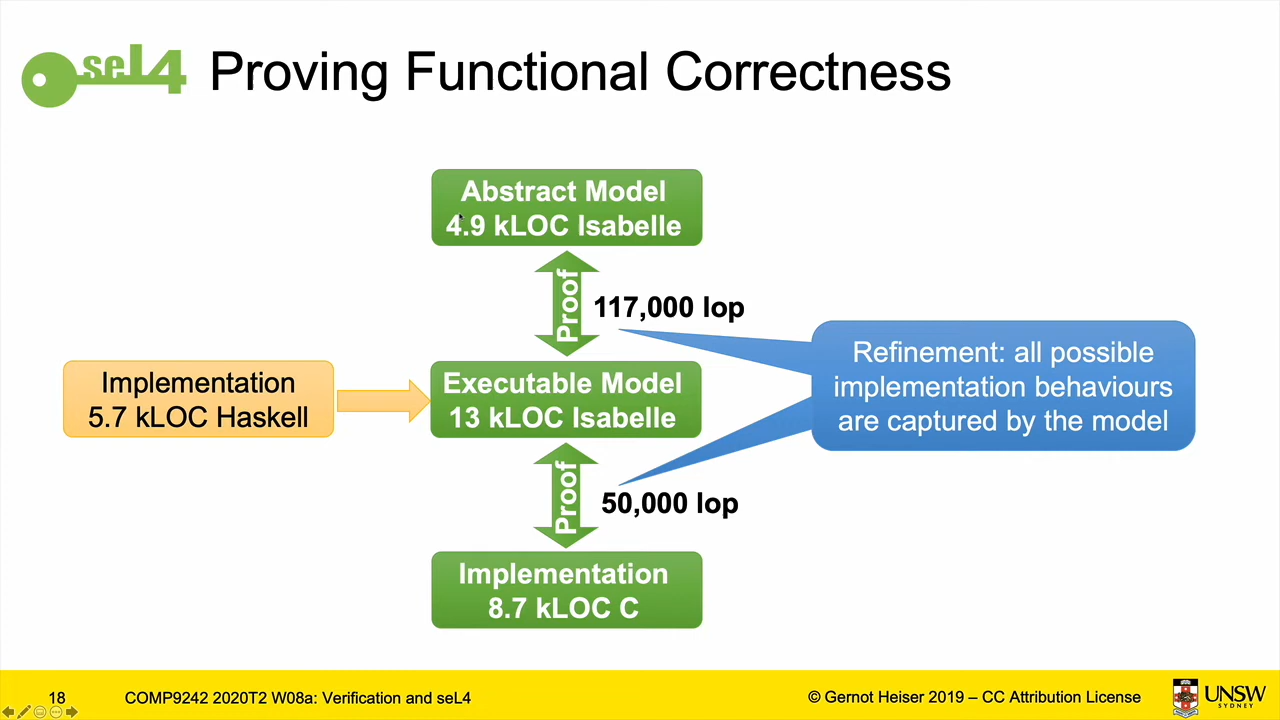 seL4
Proving Functional Correctness
Abstract Model
4.9 kLOC Isabelle
Proof
117,000 lop
Refinement: all possible
implementation behaviours
are captured by the model
Implementation
5.7 kLOC Haskell
Executable Model
13 kLOC Isabelle
Proof
50,000 lop
Implementation
8.7 kLOC C
18
COMP9242 2020T2 W08a: Verification and seL4
© Gernot Heiser 2019 – CC Attribution License
UNSW
SYDNEY